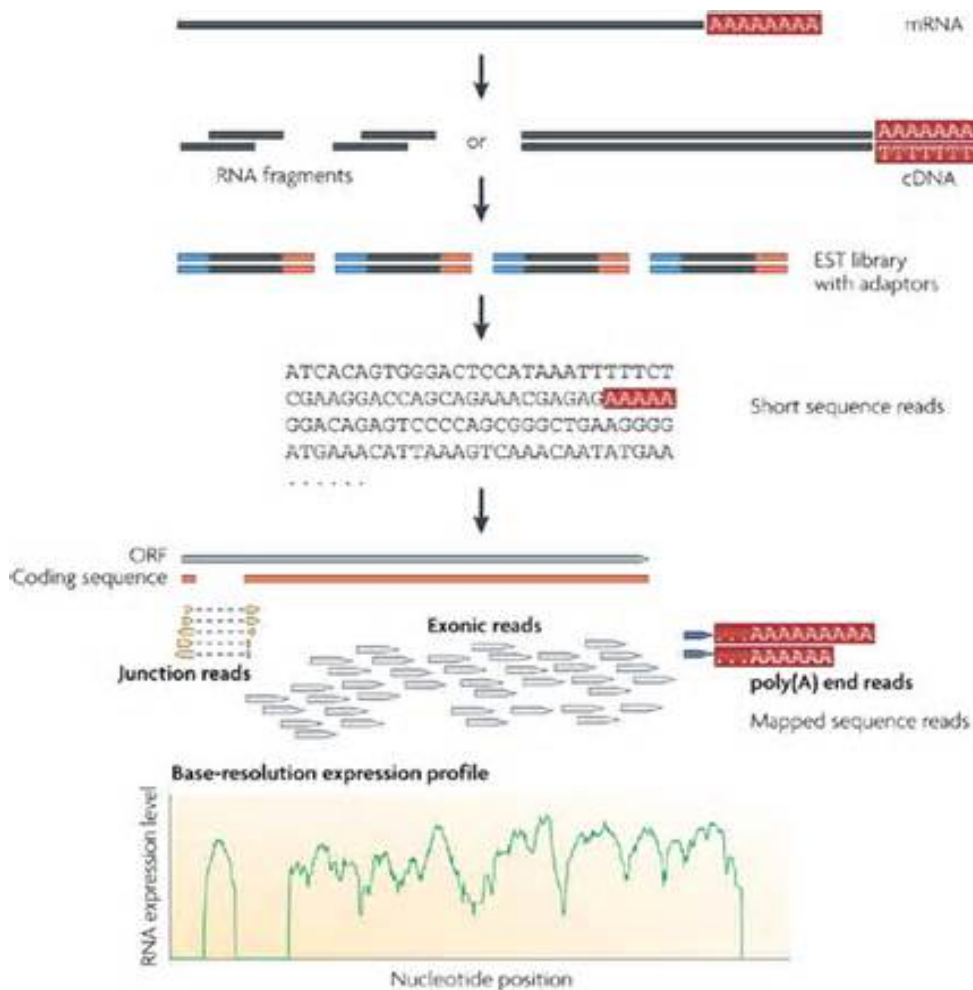 AAAAAAAA mRNA
AAAAAAA
or
TTTTTTT
RNA fragments
cDNA
EST library
with adaptors
ATCACAGTGGGACTCCATAAATTTTTCT
CGAAGGACCAGCAGAAACGAGAGAAAAA
Short sequence reads
GGACAGAGTCCCCAGCGGGCTGAAGGGG
ATGAAACATTAAAGTCAAACAATATGAA
. . . . . .
ORF
Coding sequence
Exonic reads
...AAAAAAAAA
...AAAAAA
Junction reads
poly(A) end reads
Mapped sequence reads
Base-resolution expression profile
RNA expression level
Nucleotide position